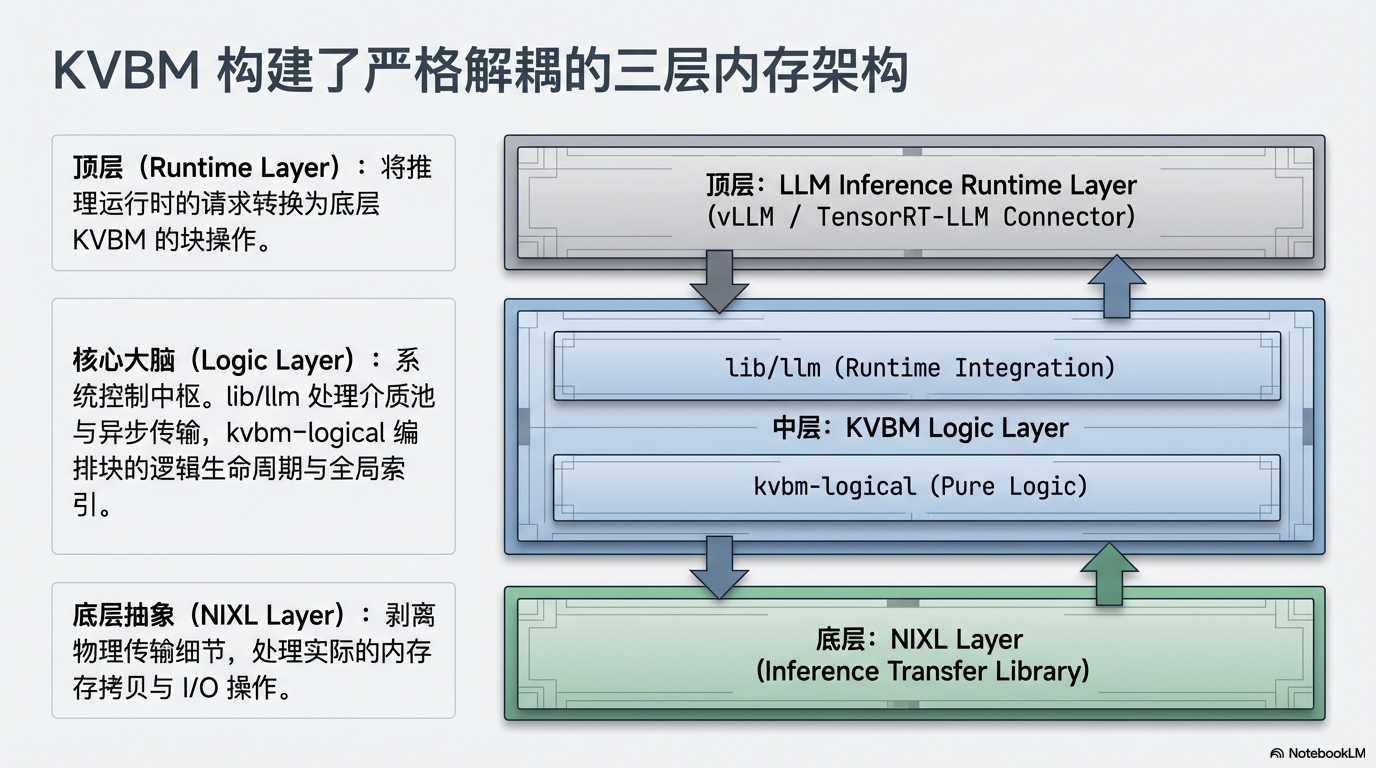 KVBM 构建了严格解耦的三层内存架构
顶层（Runtime Layer）：将推
理运行时的请求转换为底层
KVBM 的块操作。
核心大脑（Logic Layer）：系
统控制中枢。lib/llm 处理介质池
与异步传输，kvbm-logical 编
排块的逻辑生命周期与全局索
引。
底层抽象（NIXL Layer）：剥离
物理传输细节，处理实际的内存
存拷贝与 I/O 操作。
顶层：LLM Inference Runtime Layer
(vLLM / TensorRT-LLM Connector)
lib/llm (Runtime Integration)
中层：KVBM Logic Layer
kvbm-logical (Pure Logic)
底层：NIXL Layer
(Inference Transfer Library)
NotebookLM